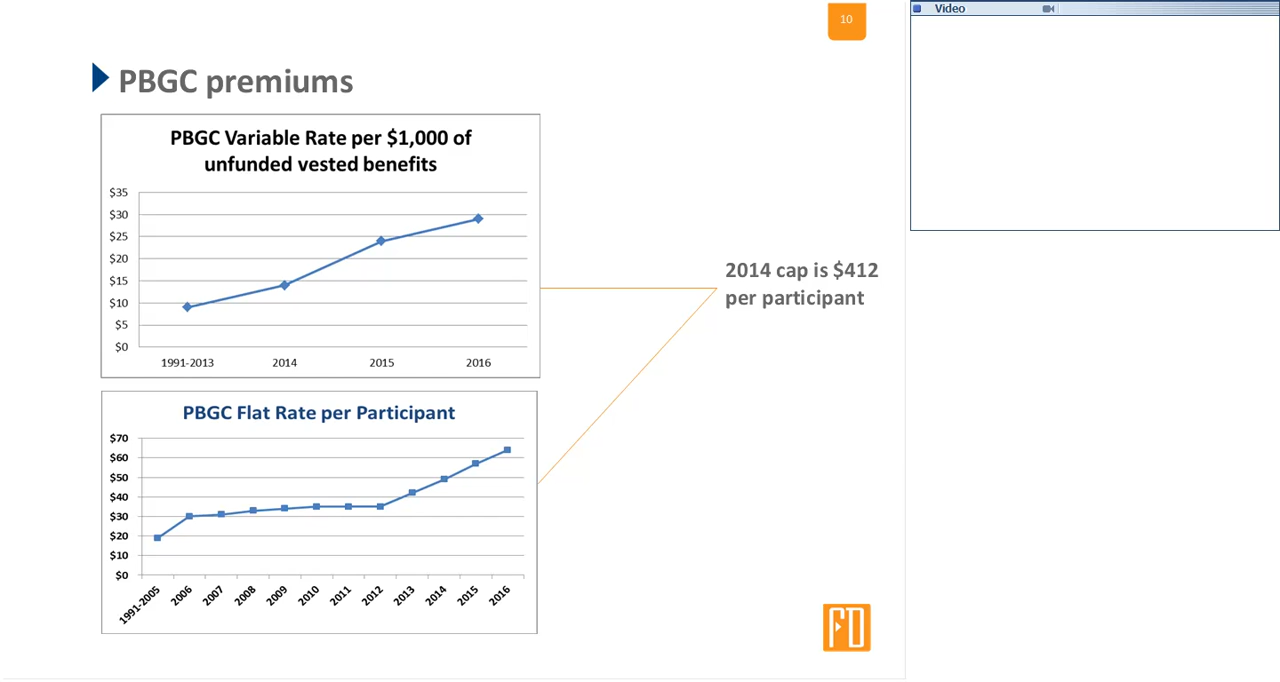 10
Video
PBGC premiums
PBGC Variable Rate per $1,000 of
unfunded vested benefits
$35
$30
$25
$20
$15
$10
$5
$0
1991-2013 2014 2015 2016
2014 cap is $412
per participant
PBGC Flat Rate per Participant
$70
$60
$50
$40
$30
$20
$10
$0
1991-2005 2006 2007 2008 2009 2010 2011 2012 2013 2014 2015 2016
FD